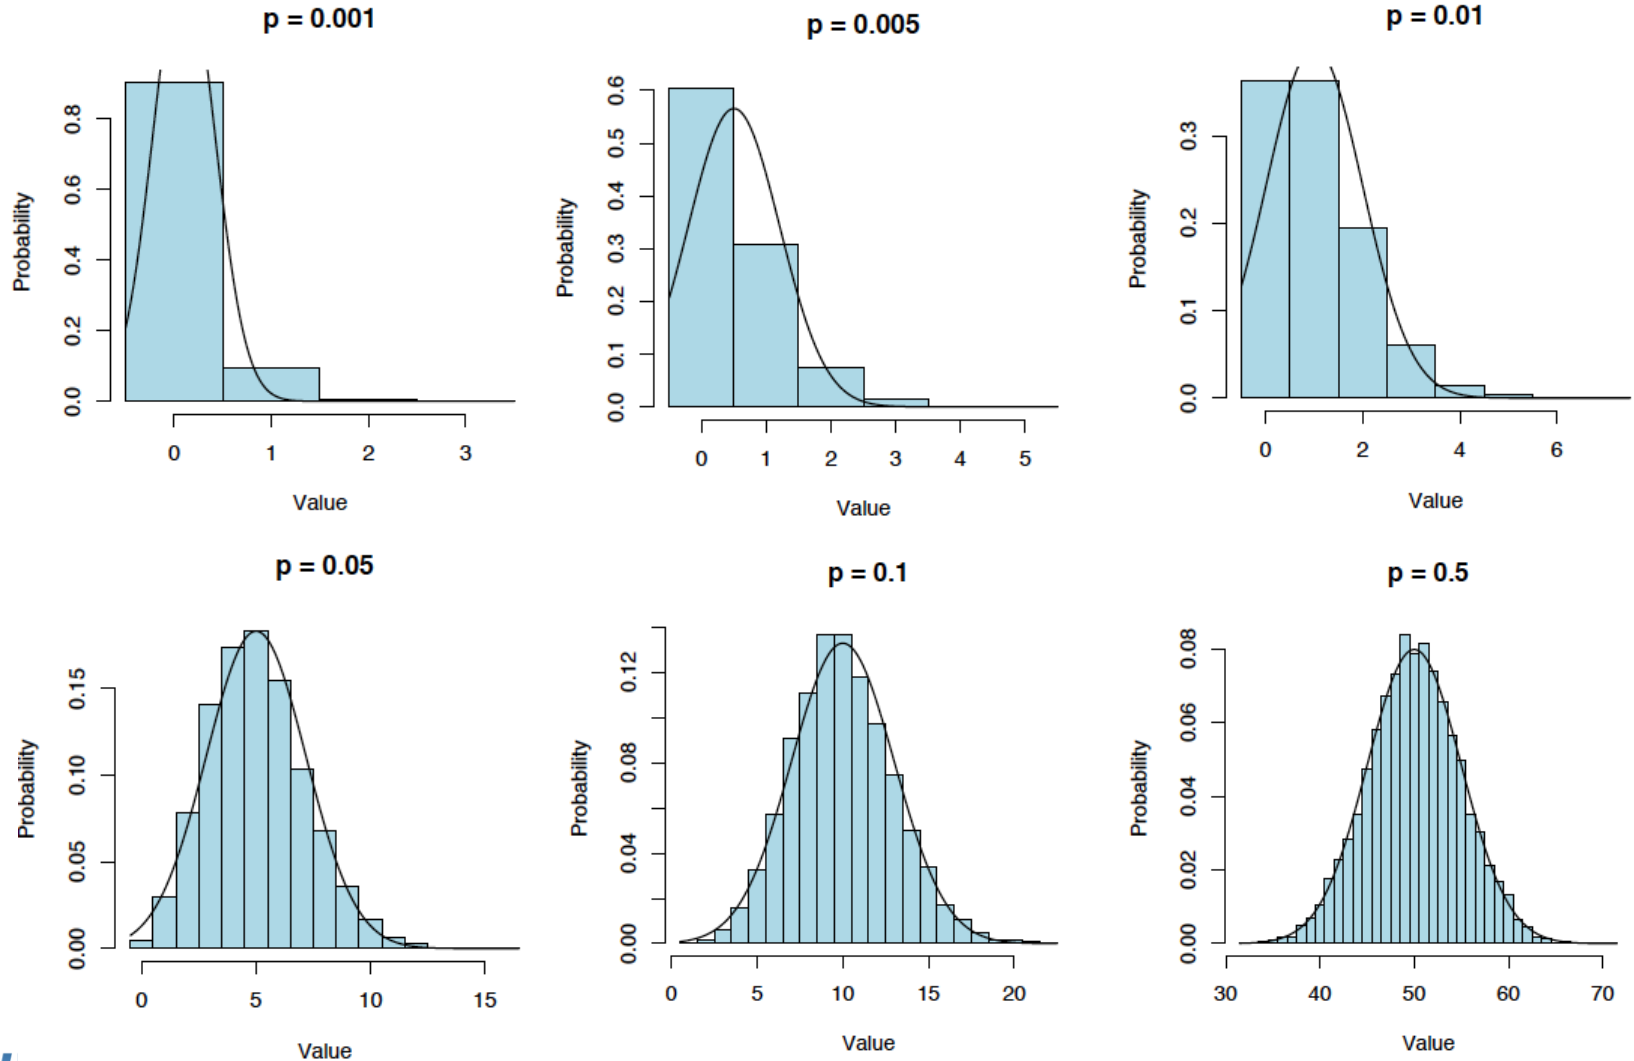 p = 0.001
Probability
0.0 0.2 0.4 0.6 0.8
0 1 2 3
Value
p = 0.005
Probability
0.0 0.1 0.2 0.3 0.4 0.5 0.6
0 1 2 3 4 5
Value
p = 0.01
Probability
0.0 0.1 0.2 0.3
0 2 4 6
Value
p = 0.05
Probability
0.00 0.05 0.10 0.15
0 5 10 15
Value
p = 0.1
Probability
0.00 0.04 0.08 0.12
0 5 10 15 20
Value
p = 0.5
Probability
0.00 0.02 0.04 0.06 0.08
30 40 50 60 70
Value